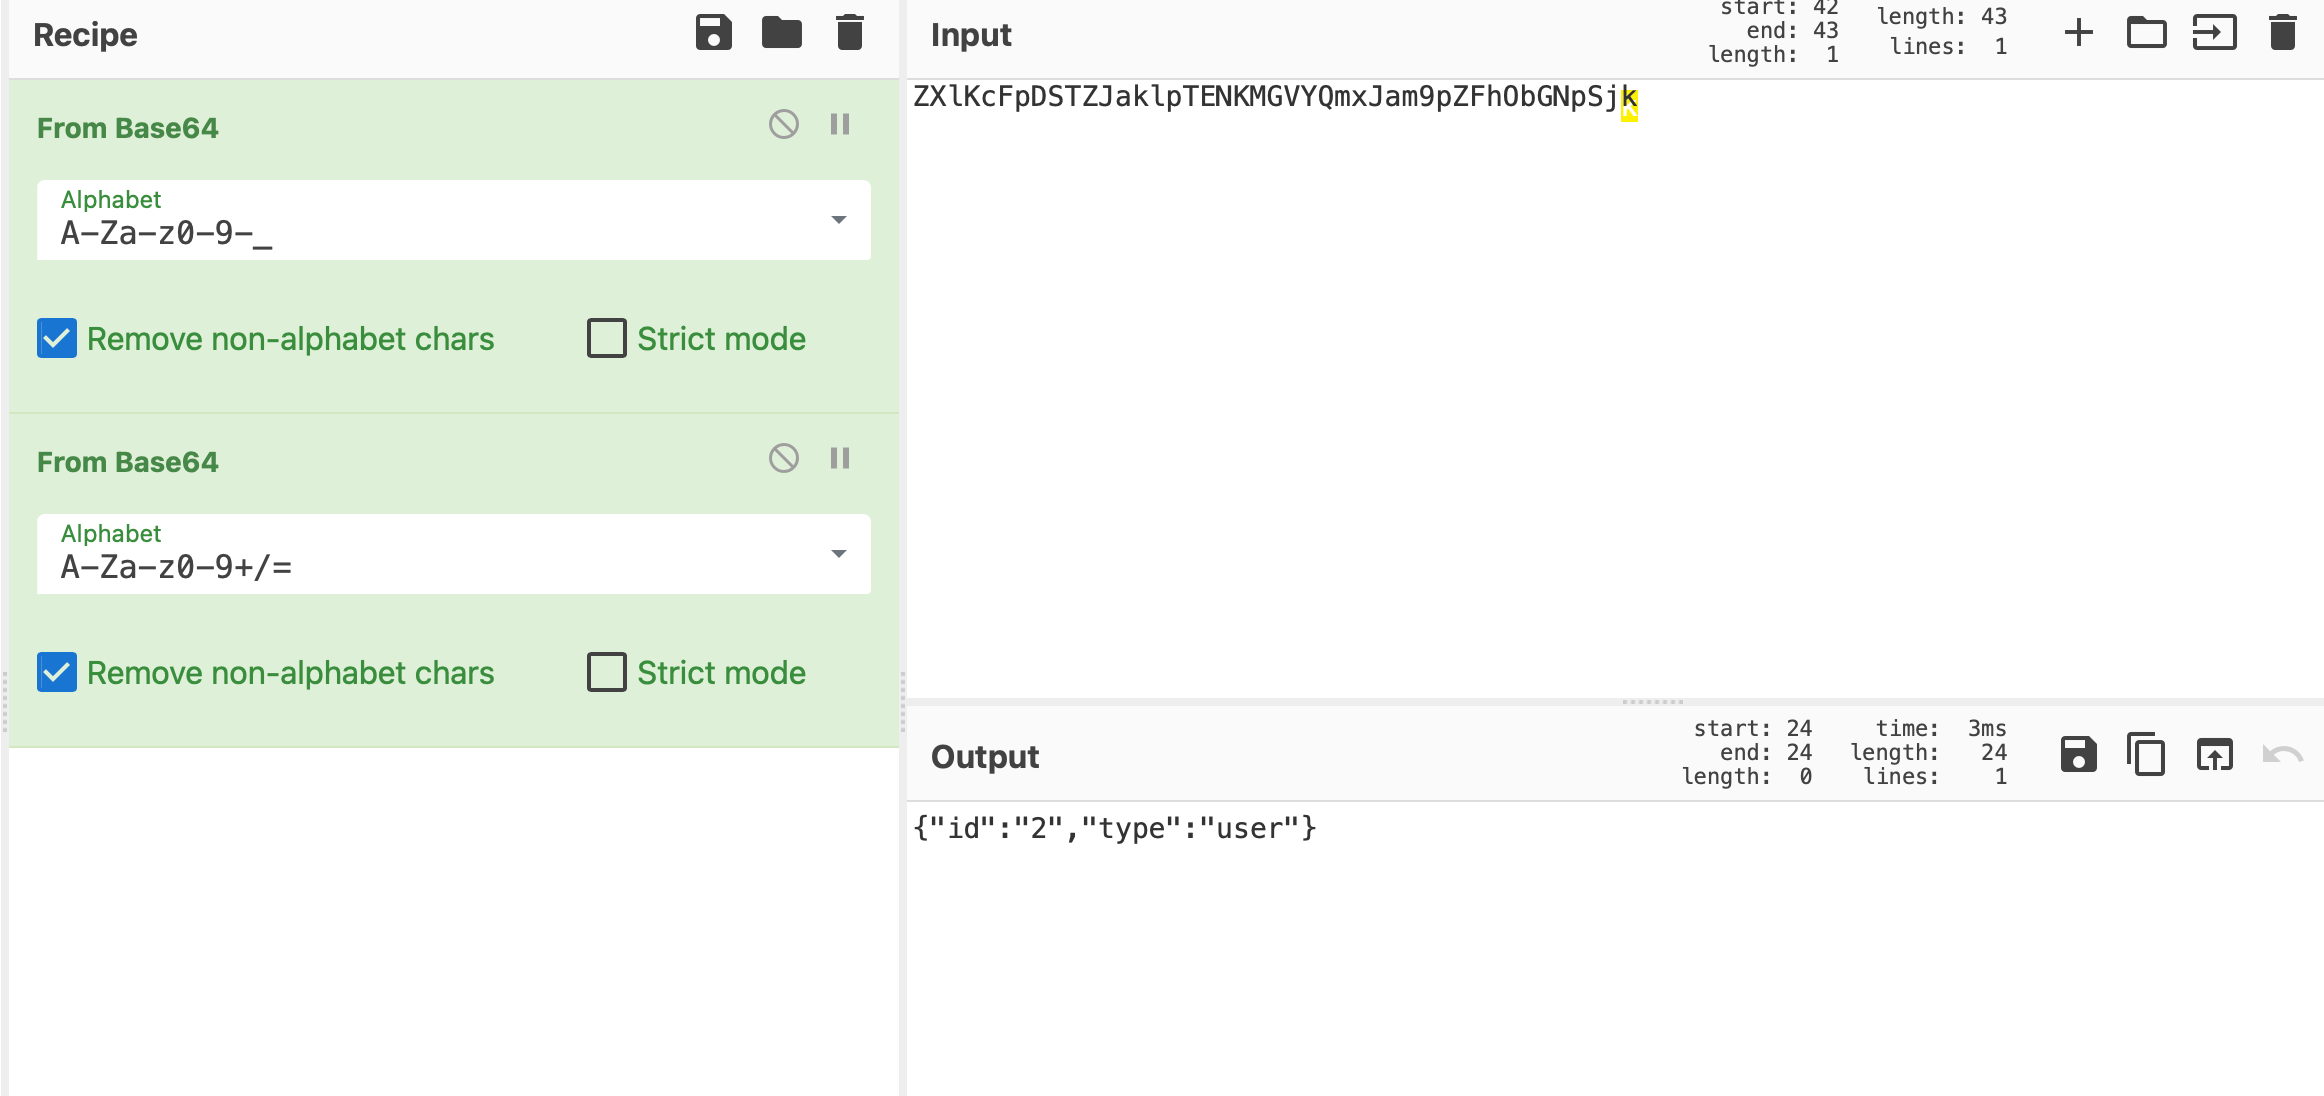 Recipe
From Base64
Alphabet
A-Za-z0-9-_
Remove non-alphabet chars
Strict mode
From Base64
Alphabet
A-Za-z0-9+/=
Remove non-alphabet chars
Strict mode
Input
start: 42
end: 43
length: 1
length: 43
lines: 1
ZXlKcFpDSTZJaklpTENKMGVYQmxJam9pZFhObGNpSjk
Output
start: 24
end: 24
length: 0
time: 3ms
length: 24
lines: 1
{"id":"2","type":"user"}